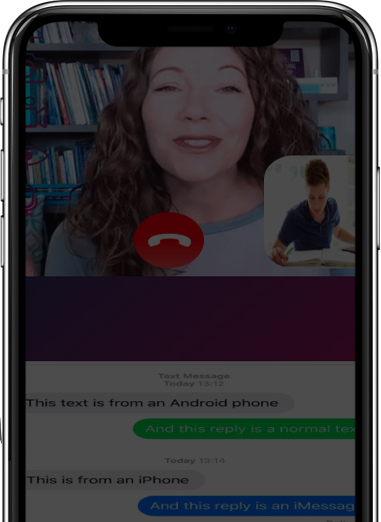 Text Message
Today 13:12
This text is from an Android phone
And this reply is a normal tex
Today 13:14
This is from an iPhone
And this reply is an iMessag